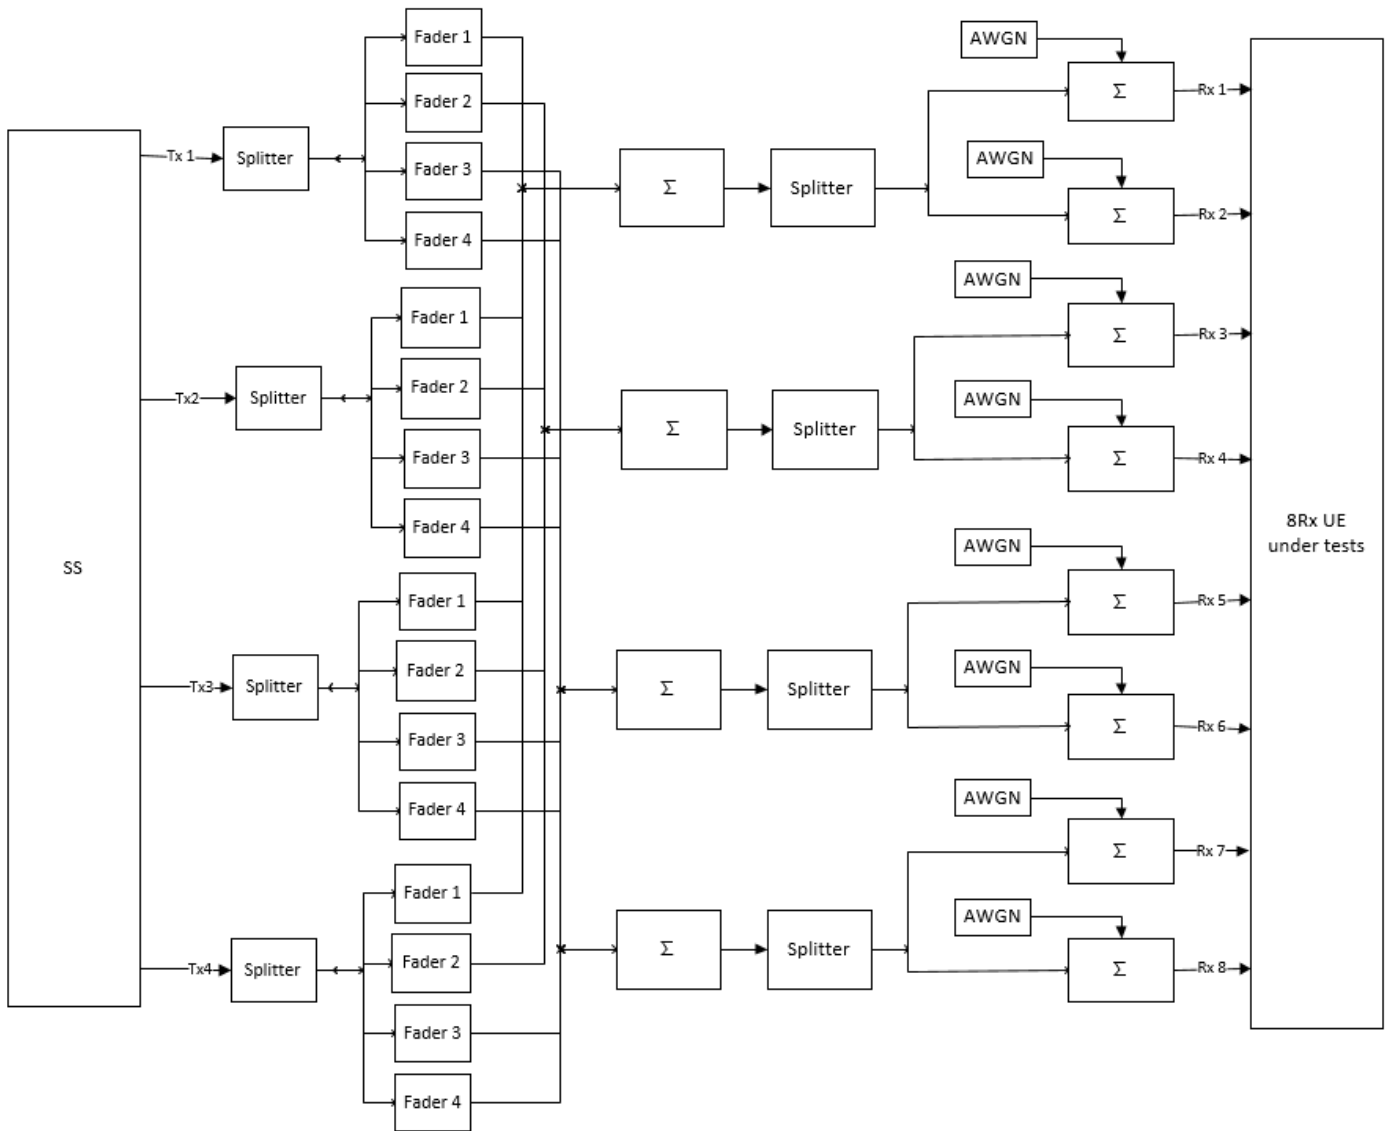 SS
Tx 1
Splitter
Fader 1
Fader 2
Fader 3
Fader 4
Tx2
Splitter
Fader 1
Fader 2
Fader 3
Fader 4
Tx3
Splitter
Fader 1
Fader 2
Fader 3
Fader 4
Tx4
Splitter
Fader 1
Fader 2
Fader 3
Fader 4
Σ
Splitter
AWGN
Σ
Rx 1
AWGN
Σ
Rx 2
Σ
Splitter
AWGN
Σ
Rx 3
AWGN
Σ
Rx 4
Σ
Splitter
AWGN
Σ
Rx 5
AWGN
Σ
Rx 6
Σ
Splitter
AWGN
Σ
Rx 7
AWGN
Σ
Rx 8
8Rx UE
under tests